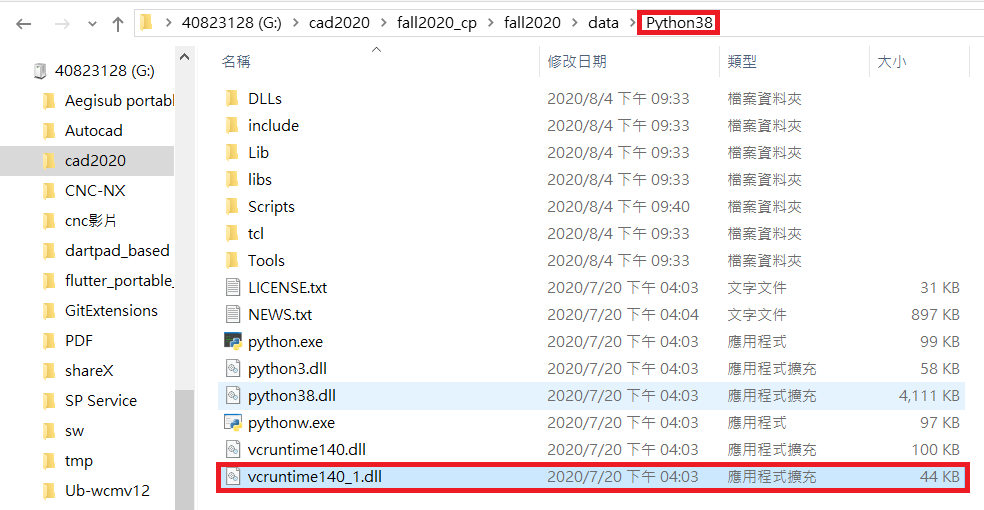 40823128 (G:) > cad2020 > fall2020_cp > fall2020 > data > Python38
40823128 (G:)
Aegisub portabl
Autocad
cad2020
CNC-NX
cnc影片
dartpad_based
flutter_portable_
GitExtensions
PDF
shareX
SP Service
sw
tmp
Ub-wcmv12
名稱 修改日期 類型 大小
DLLs 2020/8/4 下午 09:33 檔案資料夾
include 2020/8/4 下午 09:33 檔案資料夾
Lib 2020/8/4 下午 09:33 檔案資料夾
libs 2020/8/4 下午 09:33 檔案資料夾
Scripts 2020/8/4 下午 09:40 檔案資料夾
tcl 2020/8/4 下午 09:33 檔案資料夾
Tools 2020/8/4 下午 09:33 檔案資料夾
LICENSE.txt 2020/7/20 下午 04:03 文字文件 31 KB
NEWS.txt 2020/7/20 下午 04:04 文字文件 897 KB
python.exe 2020/7/20 下午 04:03 應用程式 99 KB
python3.dll 2020/7/20 下午 04:03 應用程式擴充 58 KB
python38.dll 2020/7/20 下午 04:03 應用程式擴充 4,111 KB
pythonw.exe 2020/7/20 下午 04:03 應用程式 97 KB
vcruntime140.dll 2020/7/20 下午 04:03 應用程式擴充 100 KB
vcruntime140_1.dll 2020/7/20 下午 04:03 應用程式擴充 44 KB